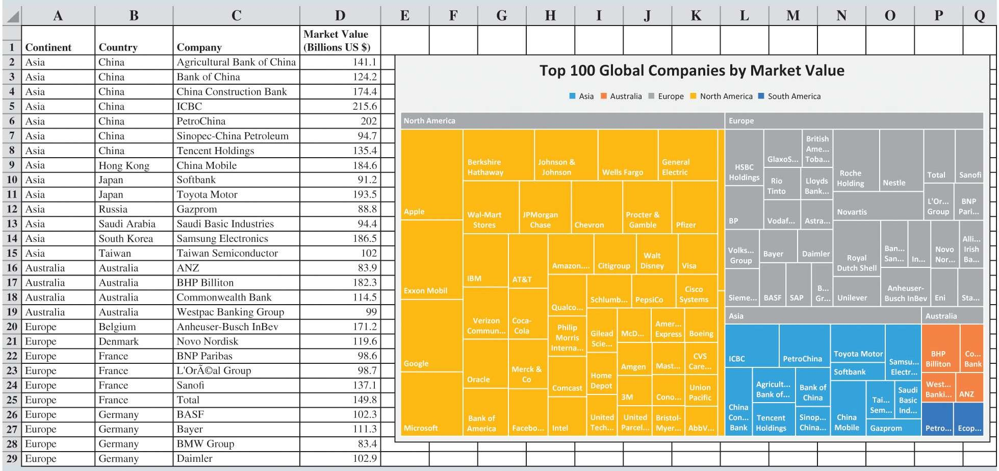 A B C D E F G H I J K L M N O P Q
Market Value
1 Continent Country Company (Billions US $)
2 Asia China Agricultural Bank of China 141.1
3 Asia China Bank of China 124.2
4 Asia China China Construction Bank 174.4
5 Asia China ICBC 215.6
6 Asia China PetroChina 202
7 Asia China Sinopec-China Petroleum 94.7
8 Asia China Tencent Holdings 135.4
9 Asia Hong Kong China Mobile 184.6
10 Asia Japan Softbank 91.2
11 Asia Japan Toyota Motor 193.5
12 Asia Russia Gazprom 88.8
13 Asia Saudi Arabia Saudi Basic Industries 94.4
14 Asia South Korea Samsung Electronics 186.5
15 Asia Taiwan Taiwan Semiconductor 102
16 Australia Australia ANZ 83.9
17 Australia Australia BHP Billiton 182.3
18 Australia Australia Commonwealth Bank 114.5
19 Australia Australia Westpac Banking Group 99
20 Europe Belgium Anheuser-Busch InBev 171.2
21 Europe Denmark Novo Nordisk 119.6
22 Europe France BNP Paribas 98.6
23 Europe France L'OrÃ©al Group 98.7
24 Europe France Sanofi 137.1
25 Europe France Total 149.8
26 Europe Germany BASF 102.3
27 Europe Germany Bayer 111.3
28 Europe Germany BMW Group 83.4
29 Europe Germany Daimler 102.9
Top 100 Global Companies by Market Value
Asia Australia Europe North America South America
North America
Apple
Exxon Mobil
Google
Microsoft
Berkshire
Hathaway
Johnson &
Johnson
Wells Fargo
General
Electric
Wal-Mart
Stores
JPMorgan
Chase
Chevron
Procter &
Gamble
Pfizer
IBM
AT&T
Amazon....
Citigroup
Walt
Disney
Visa
Verizon
Commun...
Coca-
Cola
Qualco...
Schlumb...
PepsiCo
Cisco
Systems
Philip
Morris
Interna...
Gilead
Scie...
McD...
Amer...
Express
Boeing
Oracle
Merck &
Co
Comcast
Home
Depot
Amgen
Mast...
CVS
Care...
3M
Cono...
Union
Pacific
Bank of
America
Facebo...
Intel
United
Tech...
United
Parcel...
Bristol-
Myer...
AbbV...
Europe
HSBC
Holdings
GlaxoS...
British
Ame...
Toba...
Rio
Tinto
Lloyds
Bank...
BP
Vodaf...
Astra...
Volks...
Group
Bayer
Daimler
Sieme...
BASF
SAP
B...
Gr...
Roche
Holding
Nestle
Total
Sanofi
Novartis
L'Or...
Group
BNP
Pari...
Royal
Dutch Shell
Ban...
San...
In...
Novo
Nor...
Alli...
Irish
Ba...
Unilever
Anheuser-
Busch InBev
Eni
Sta...
Asia
ICBC
PetroChina
Toyota Motor
Samsu...
Electr...
Softbank
China
Con...
Bank
Agricult...
Bank of...
Bank of
China
Tencent
Holdings
Sinop...
China...
China
Mobile
Tai...
Sem...
Saudi
Basic
Ind...
Gazprom
Australia
BHP
Billiton
Co...
Bank
West...
Banki...
ANZ
Petro...
Ecop...